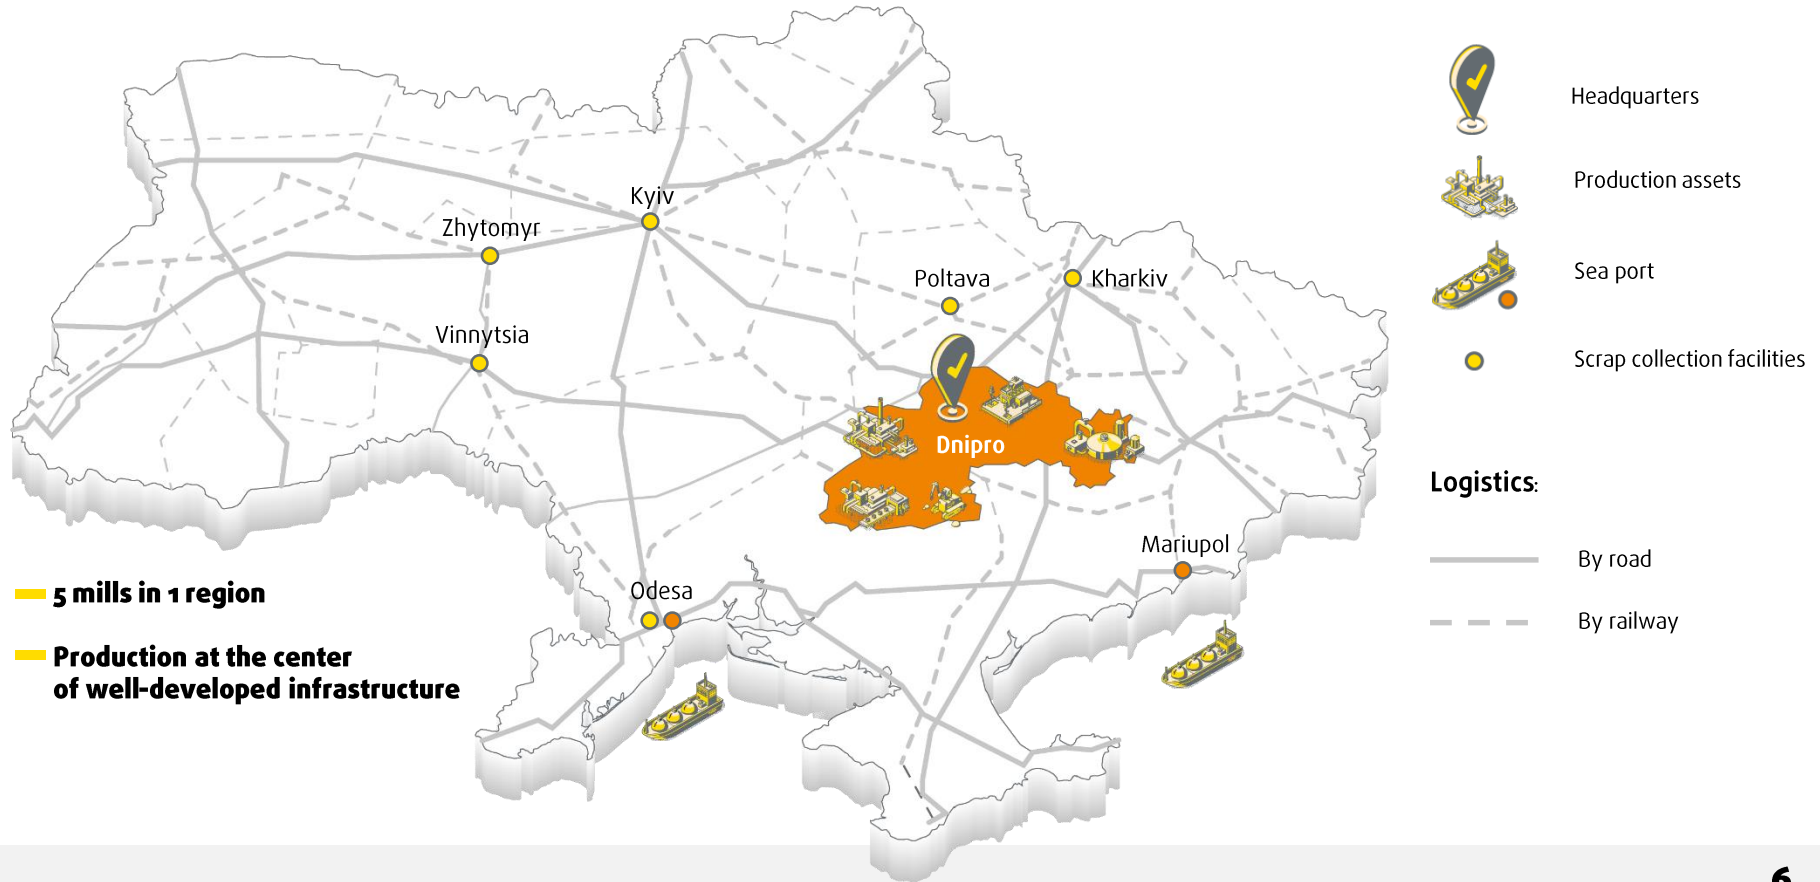 Kyiv
Zhytomyr
Poltava
Kharkiv
Vinnytsia
Dnipro
Mariupol
Odesa
5 mills in 1 region
Production at the center
of well-developed infrastructure
Headquarters
Production assets
Sea port
Scrap collection facilities
Logistics:
By road
By railway
6